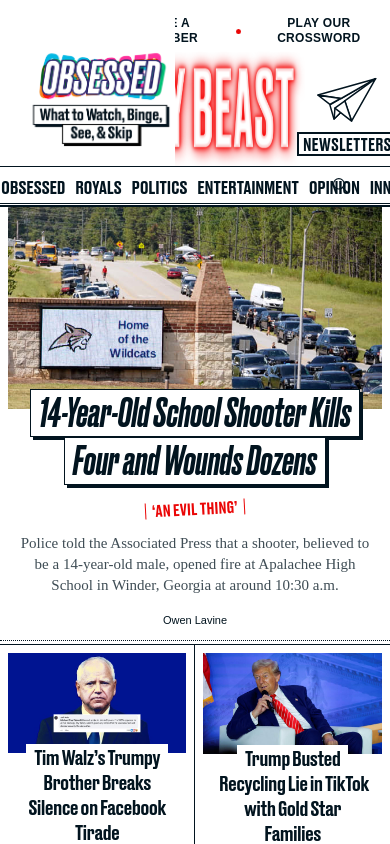 E A
BER
PLAY OUR
CROSSWORD
OBSESSED
What to Watch, Binge,
See, & Skip
Y BEAST
NEWSLETTERS
OBSESSED ROYALS POLITICS ENTERTAINMENT OPINION INN
Home
of the
Wildcats
14-Year-Old School Shooter Kills
Four and Wounds Dozens
‘AN EVIL THING’
Police told the Associated Press that a shooter, believed to
be a 14-year-old male, opened fire at Apalachee High
School in Winder, Georgia at around 10:30 a.m.
Owen Lavine
Tim Walz’s Trumpy
Brother Breaks
Silence on Facebook
Tirade
Trump Busted
Recycling Lie in TikTok
with Gold Star
Families